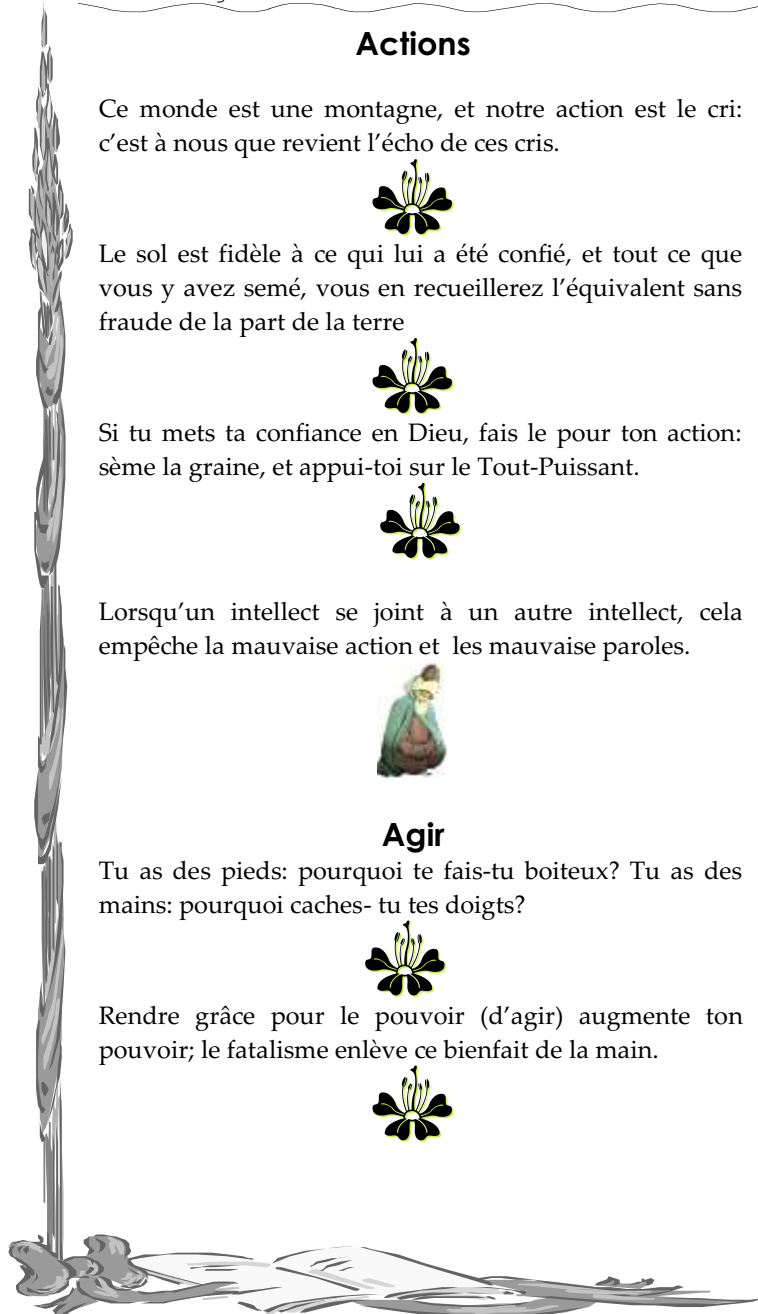 Actions
Ce monde est une montagne, et notre action est le cri:
c’est à nous que revient l’écho de ces cris.
Le sol est fidèle à ce qui lui a été confié, et tout ce que
vous y avez semé, vous en recueillerez l’équivalent sans
fraude de la part de la terre
Si tu mets ta confiance en Dieu, fais le pour ton action:
sème la graine, et appui-toi sur le Tout-Puissant.
Lorsqu’un intellect se joint à un autre intellect, cela
empêche la mauvaise action et les mauvaise paroles.
Agir
Tu as des pieds: pourquoi te fais-tu boiteux? Tu as des
mains: pourquoi caches- tu tes doigts?
Rendre grâce pour le pouvoir (d’agir) augmente ton
pouvoir; le fatalisme enlève ce bienfait de la main.